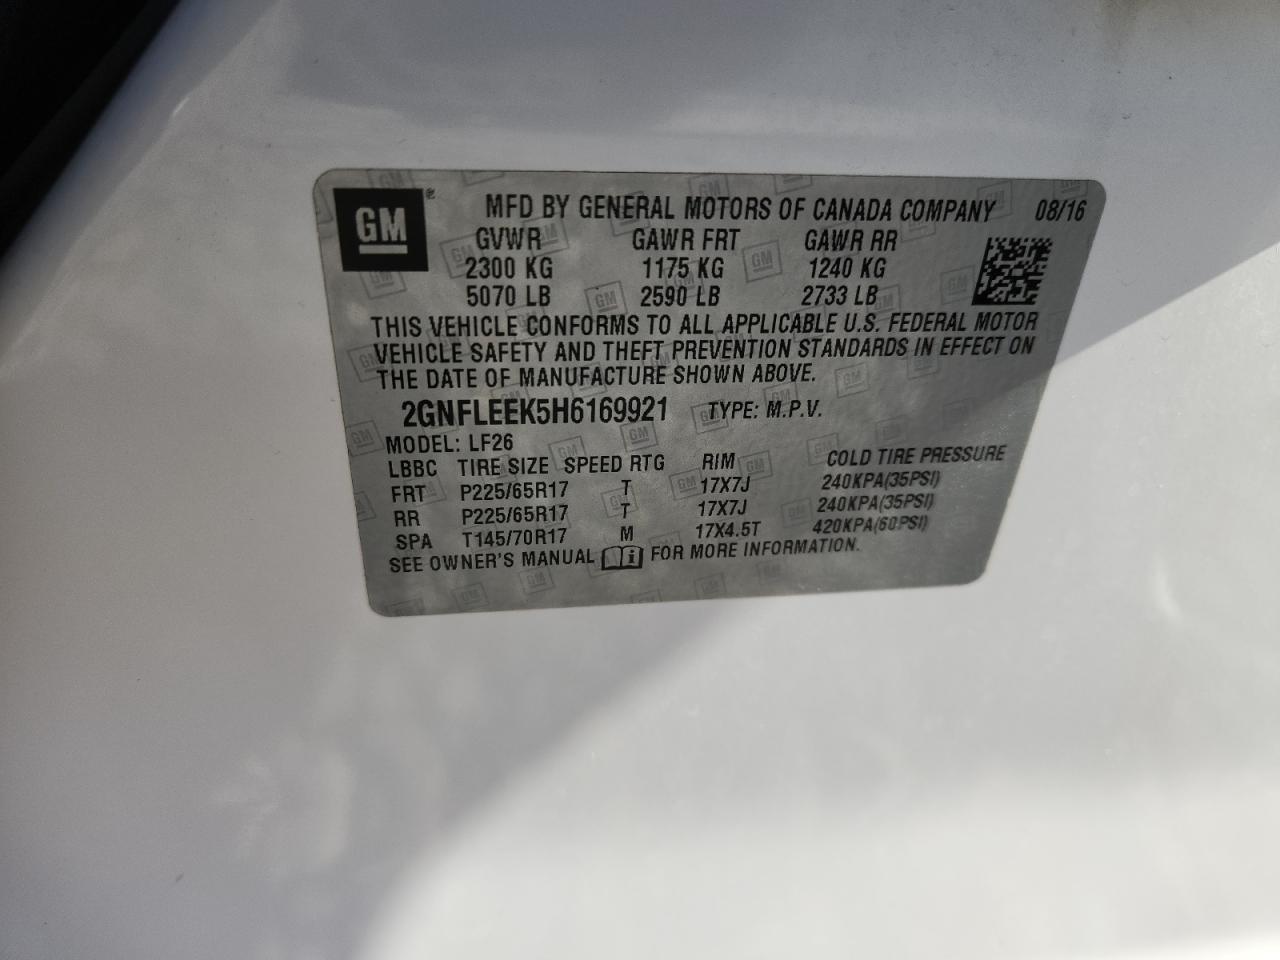 GM ® MFD BY GENERAL MOTORS OF CANADA COMPANY 08/16
GVWR GAWR FRT GAWR RR
2300 KG 1175 KG 1240 KG
5070 LB 2590 LB 2733 LB
THIS VEHICLE CONFORMS TO ALL APPLICABLE U.S. FEDERAL MOTOR
VEHICLE SAFETY AND THEFT PREVENTION STANDARDS IN EFFECT ON
THE DATE OF MANUFACTURE SHOWN ABOVE.
2GNFLEEK5H6169921 TYPE: M.P.V.
MODEL: LF26
LBBC TIRE SIZE SPEED RTG RIM COLD TIRE PRESSURE
FRT P225/65R17 T 17X7J 240KPA(35PSI)
RR P225/65R17 T 17X7J 240KPA(35PSI)
SPA T145/70R17 M 17X4.5T 420KPA(60PSI)
SEE OWNER'S MANUAL FOR MORE INFORMATION.